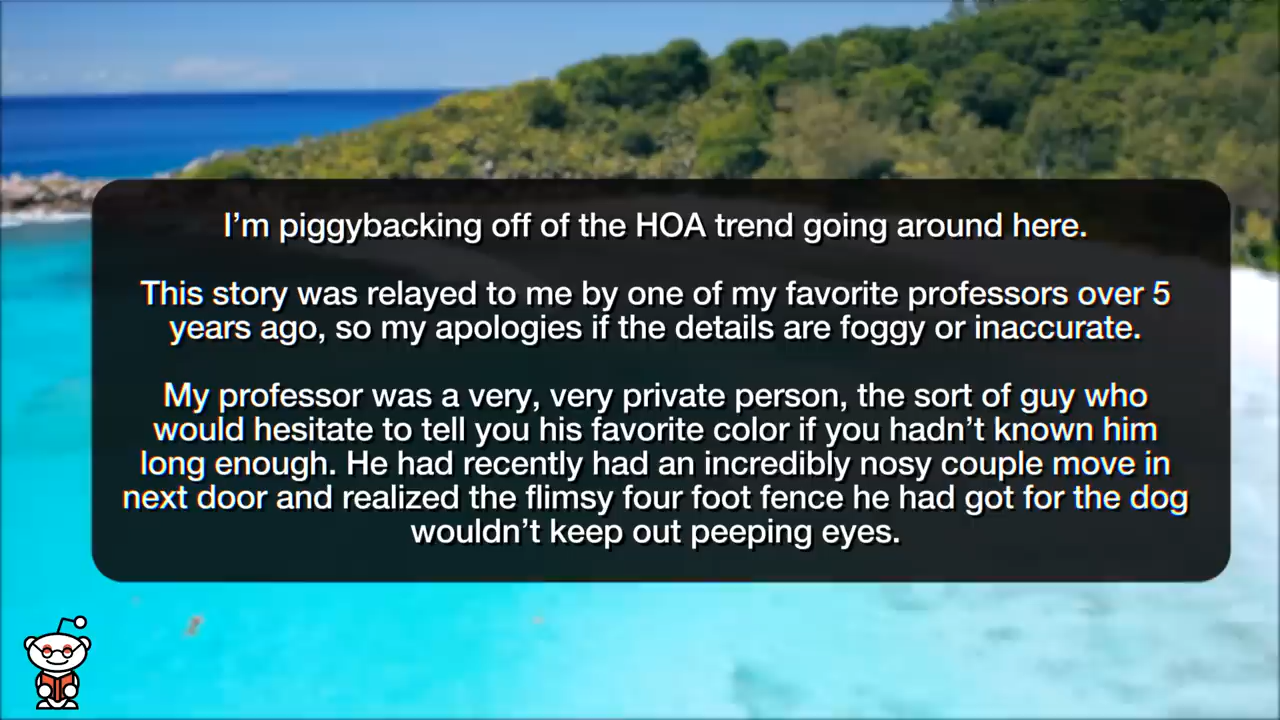 I’m piggybacking off of the HOA trend going around here.
This story was relayed to me by one of my favorite professors over 5
years ago, so my apologies if the details are foggy or inaccurate.
My professor was a very, very private person, the sort of guy who
would hesitate to tell you his favorite color if you hadn’t known him
long enough. He had recently had an incredibly nosy couple move in
next door and realized the flimsy four foot fence he had got for the dog
wouldn’t keep out peeping eyes.